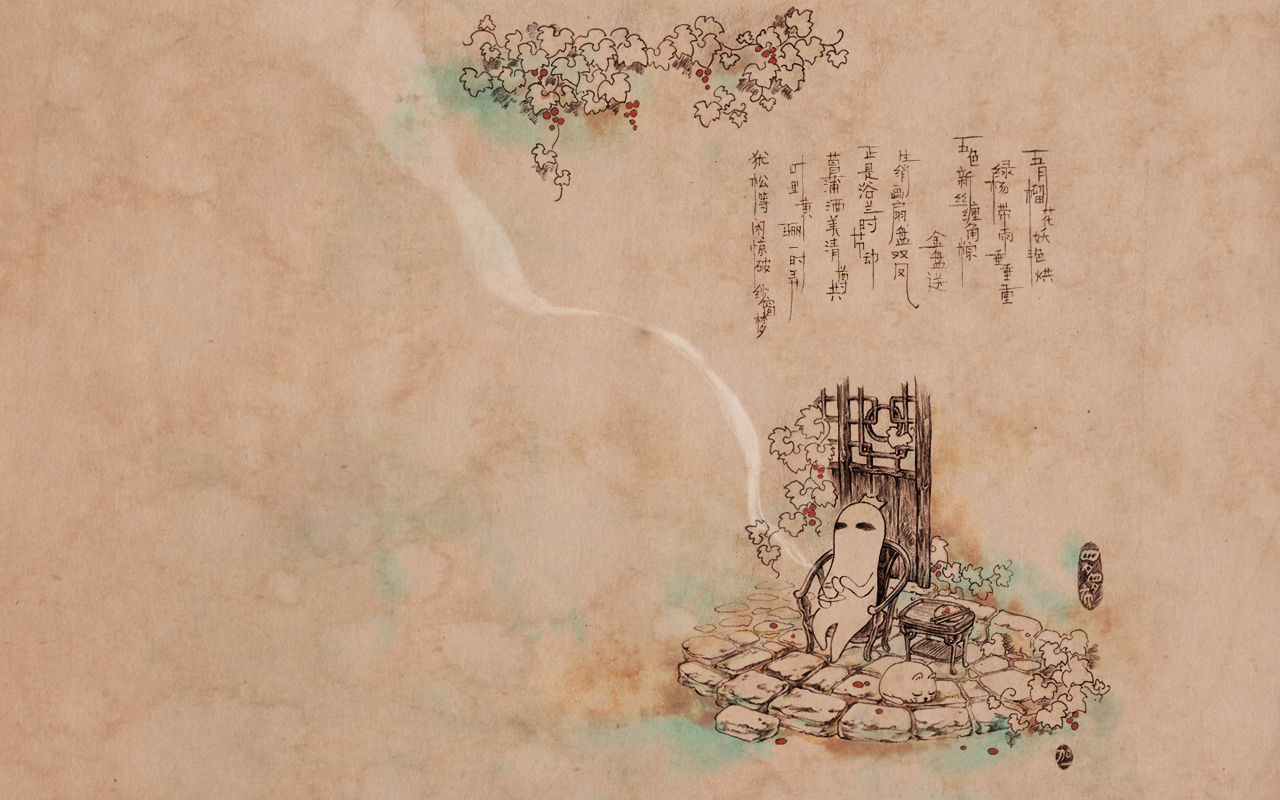 五月榴花妖艳烘
绿杨带雨垂垂重
五色新丝缠角粽
金盘送
生绡画扇盘双凤
正是浴兰时节动
菖蒲酒美清樽共
叶里黄骊一时弄
犹松等闲惊破纱窗梦